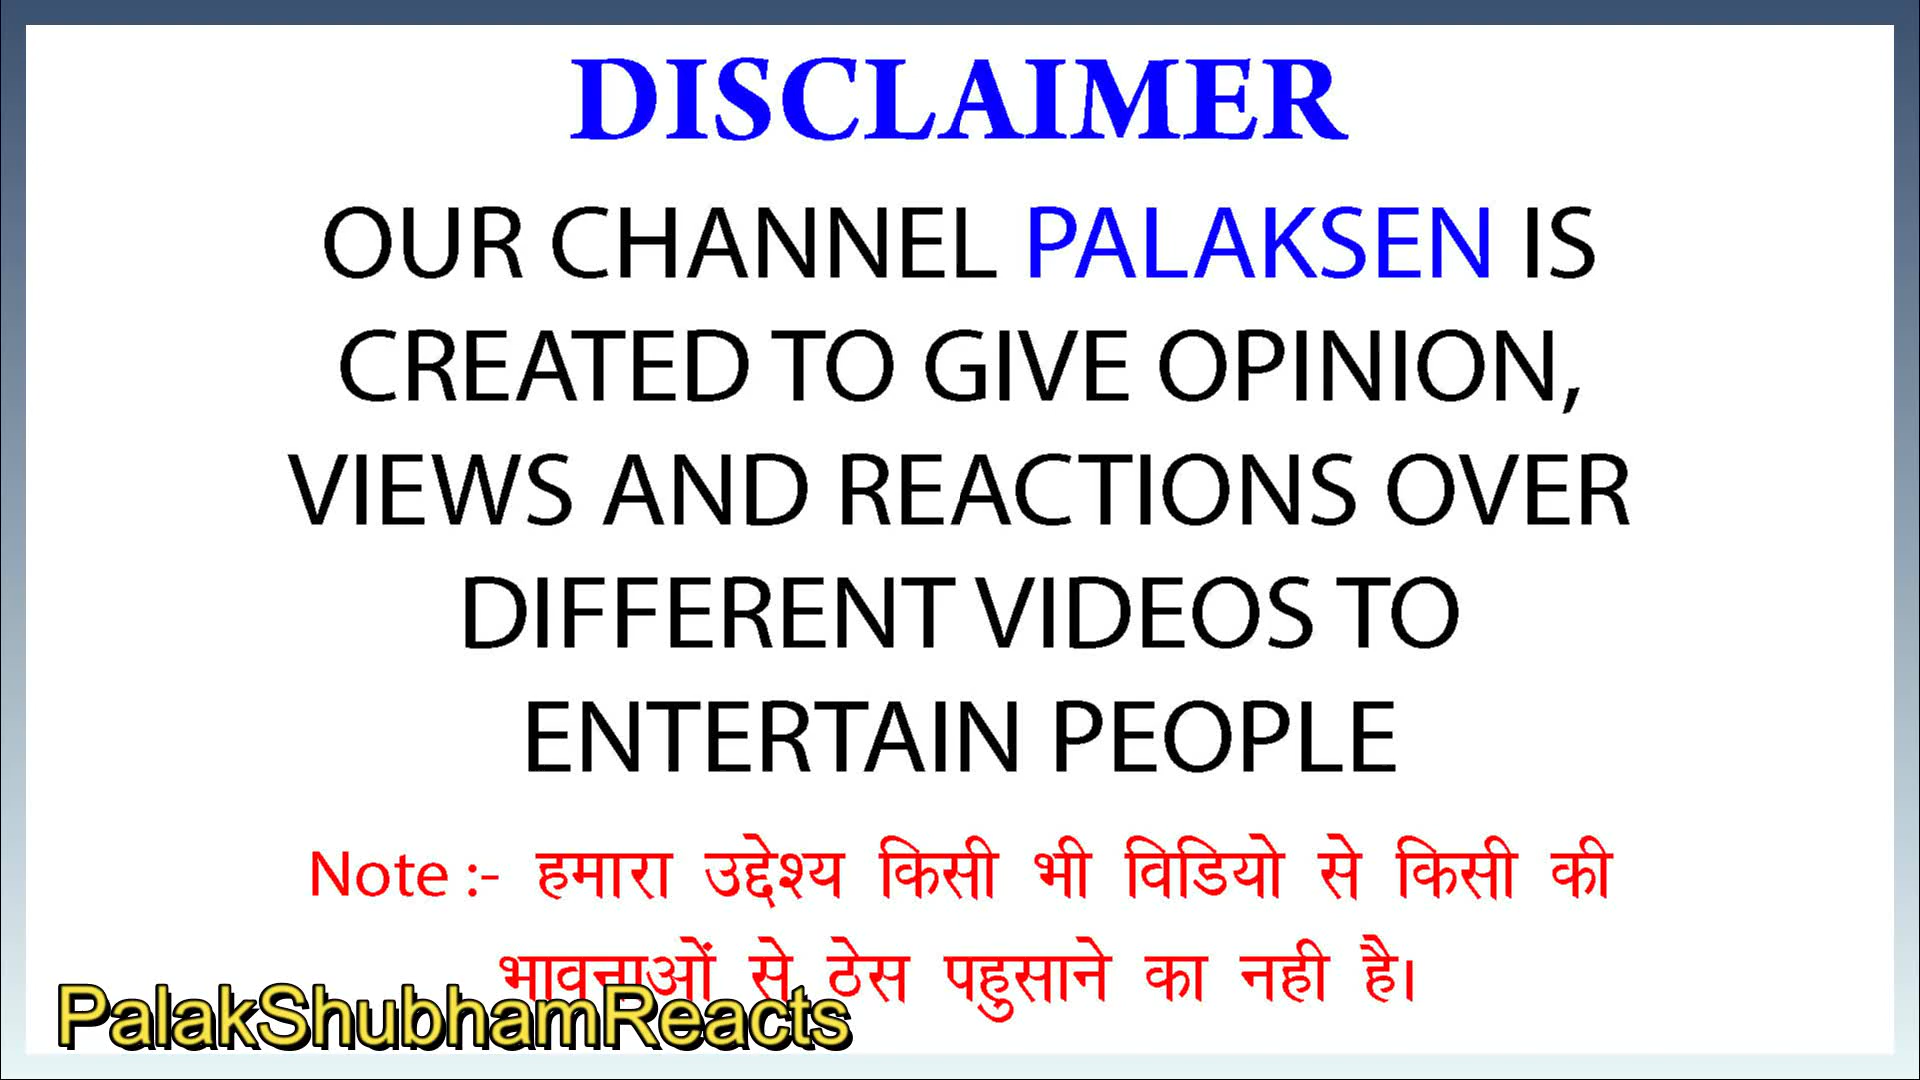 DISCLAIMER
OUR CHANNEL PALAKSEN IS
CREATED TO GIVE OPINION,
VIEWS AND REACTIONS OVER
DIFFERENT VIDEOS TO
ENTERTAIN PEOPLE
Note :- हमारा उद्देश्य किसी भी विडियो से किसी की
भावनाओं से ठेस पहुसाने का नही है।
PalakShubhamReacts